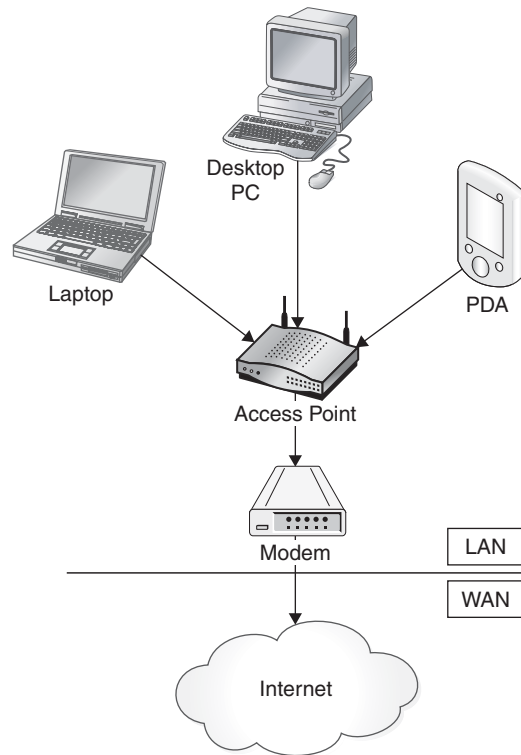 Desktop
PC
Laptop
PDA
Access Point
Modem
LAN
WAN
Internet